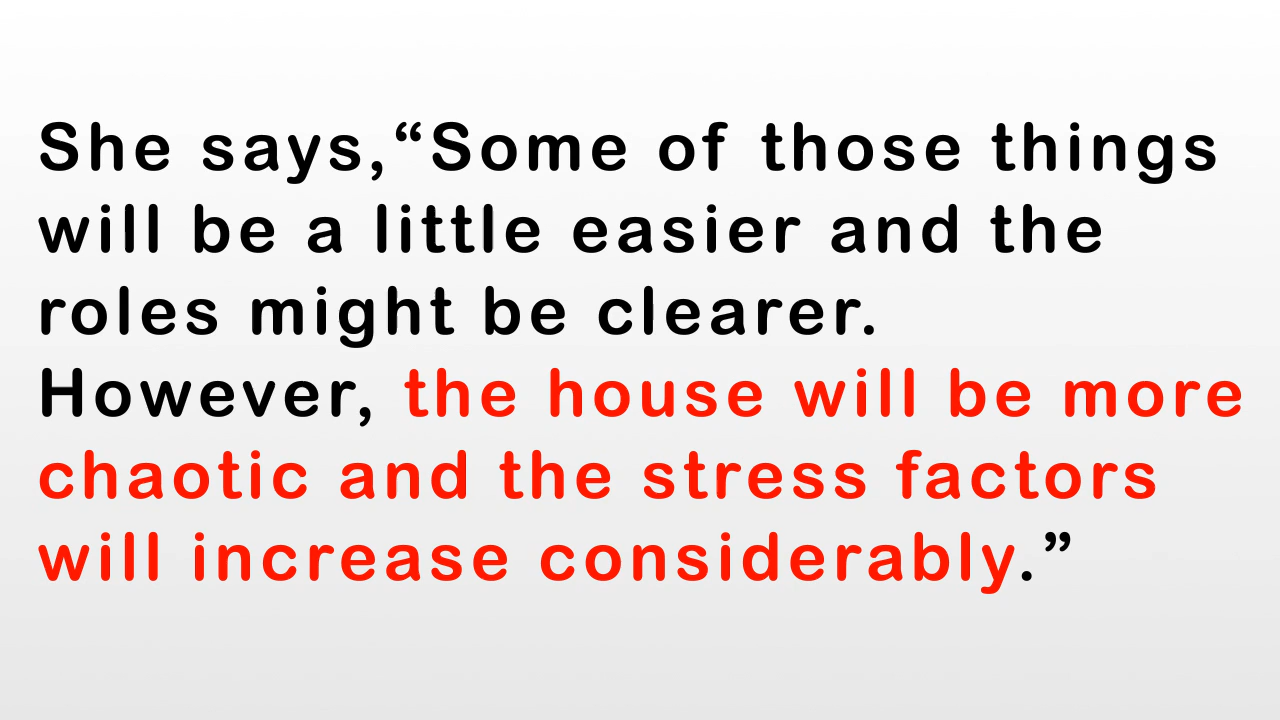 She says,“Some of those things
will be a little easier and the
roles might be clearer.
However, the house will be more
chaotic and the stress factors
will increase considerably.”